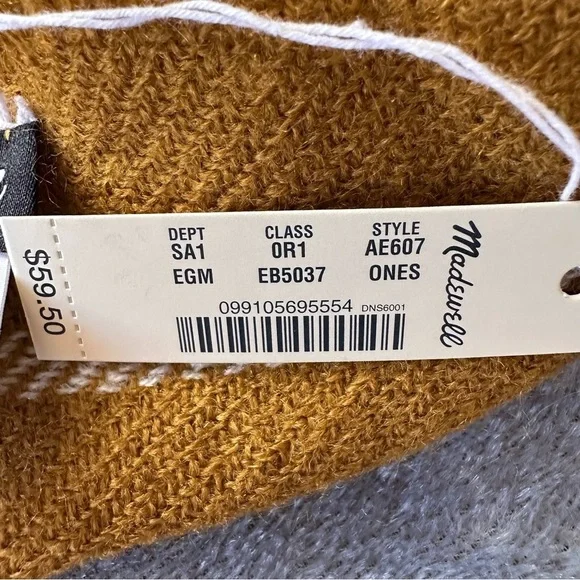 DEPT CLASS STYLE
SA1 0R1 AE607
EGM EB5037 ONES
099105695554 DNS6001
Madewell
$59.50